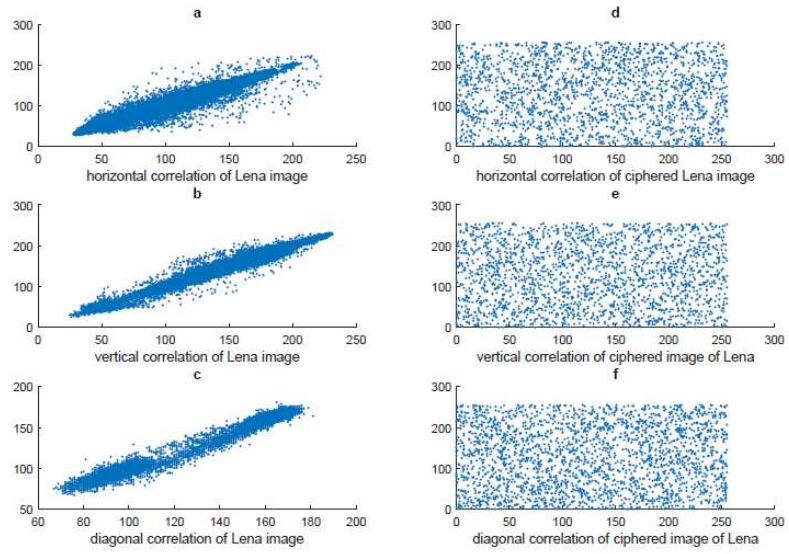 a
300
200
100
0
0 50 100 150 200 250
horizontal correlation of Lena image
b
300
200
100
0
0 50 100 150 200 250
vertical correlation of Lena image
c
200
150
100
50
60 80 100 120 140 160 180 200
diagonal correlation of Lena image
d
300
200
100
0
0 50 100 150 200 250 300
horizontal correlation of ciphered Lena image
e
300
200
100
0
0 50 100 150 200 250 300
vertical correlation of ciphered image of Lena
f
300
200
100
0
0 50 100 150 200 250 300
diagonal correlation of ciphered image of Lena